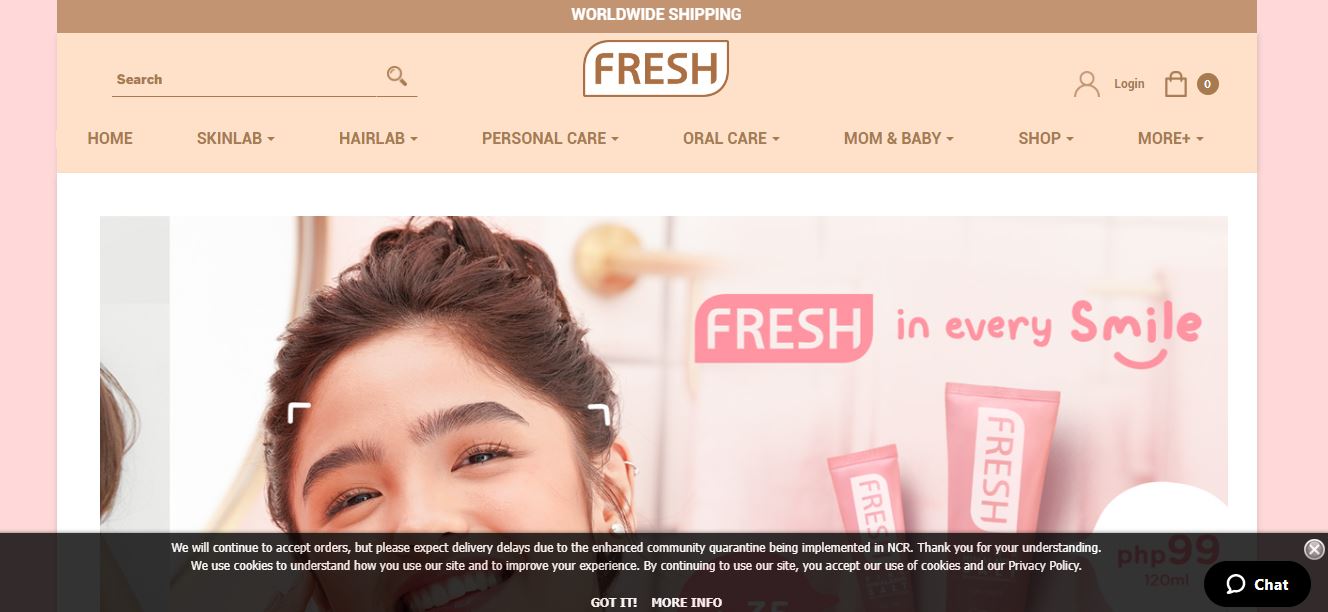 WORLDWIDE SHIPPING
Search
FRESH
Login
0
HOME
SKINLAB
HAIRLAB
PERSONAL CARE
ORAL CARE
MOM & BABY
SHOP
MORE+
FRESH in every Smile
FRESH
FRESH
php99
120ml
We will continue to accept orders, but please expect delivery delays due to the enhanced community quarantine being implemented in NCR. Thank you for your understanding.
We use cookies to understand how you use our site and to improve your experience. By continuing to use our site, you accept our use of cookies and our Privacy Policy.
GOT IT! MORE INFO
Chat